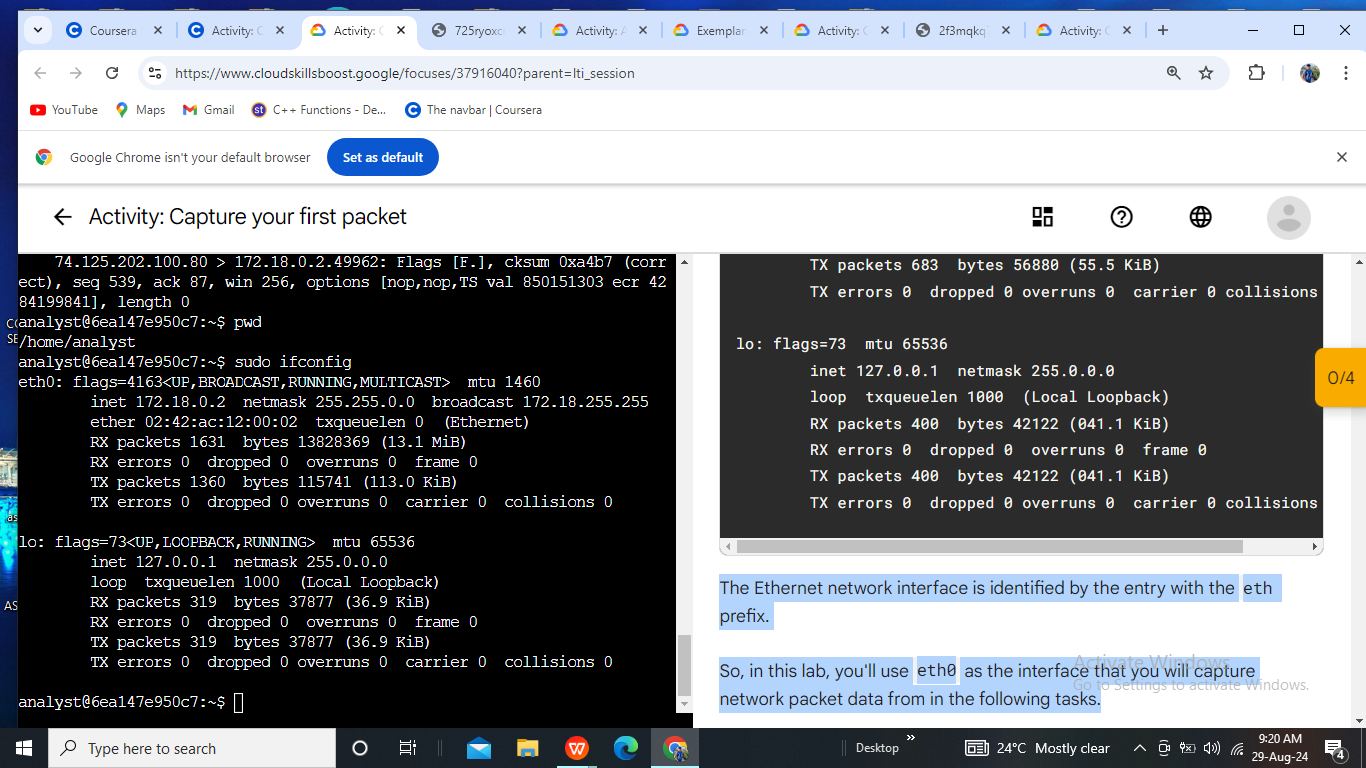 Coursera
Activity: C
Activity: C
725ryoxc
Activity: A
Exemplar
Activity: C
2f3mqkq
Activity: C
https://www.cloudskillsboost.google/focuses/37916040?parent=lti_session
YouTube
Maps
Gmail
C++ Functions - De...
The navbar | Coursera
Google Chrome isn't your default browser
Set as default
Activity: Capture your first packet
74.125.202.100.80 > 172.18.0.2.49962: Flags [F.], cksum 0xa4b7 (corr
ect), seq 539, ack 87, win 256, options [nop,nop,TS val 850151303 ecr 42
84199841], length 0
analyst@6ea147e950c7:~$ pwd
/home/analyst
analyst@6ea147e950c7:~$ sudo ifconfig
eth0: flags=4163<UP,BROADCAST,RUNNING,MULTICAST>  mtu 1460
inet 172.18.0.2  netmask 255.255.0.0  broadcast 172.18.255.255
ether 02:42:ac:12:00:02  txqueuelen 0  (Ethernet)
RX packets 1631  bytes 13828369 (13.1 MiB)
RX errors 0  dropped 0  overruns 0  frame 0
TX packets 1360  bytes 115741 (113.0 KiB)
TX errors 0  dropped 0 overruns 0  carrier 0  collisions 0
lo: flags=73<UP,LOOPBACK,RUNNING>  mtu 65536
inet 127.0.0.1  netmask 255.0.0.0
loop  txqueuelen 1000  (Local Loopback)
RX packets 319  bytes 37877 (36.9 KiB)
RX errors 0  dropped 0  overruns 0  frame 0
TX packets 319  bytes 37877 (36.9 KiB)
TX errors 0  dropped 0 overruns 0  carrier 0  collisions 0
analyst@6ea147e950c7:~$
TX packets 683  bytes 56880 (55.5 KiB)
TX errors 0  dropped 0 overruns 0  carrier 0 collisions
lo: flags=73  mtu 65536
inet 127.0.0.1  netmask 255.0.0.0
loop  txqueuelen 1000  (Local Loopback)
RX packets 400  bytes 42122 (041.1 KiB)
RX errors 0  dropped 0  overruns 0  frame 0
TX packets 400  bytes 42122 (041.1 KiB)
TX errors 0  dropped 0 overruns 0  carrier 0 collisions
0/4
The Ethernet network interface is identified by the entry with the eth
prefix.
So, in this lab, you'll use eth0 as the interface that you will capture
network packet data from in the following tasks.
Activate Windows
Go to Settings to activate Windows.
Type here to search
Desktop
24°C Mostly clear
9:20 AM
29-Aug-24
4